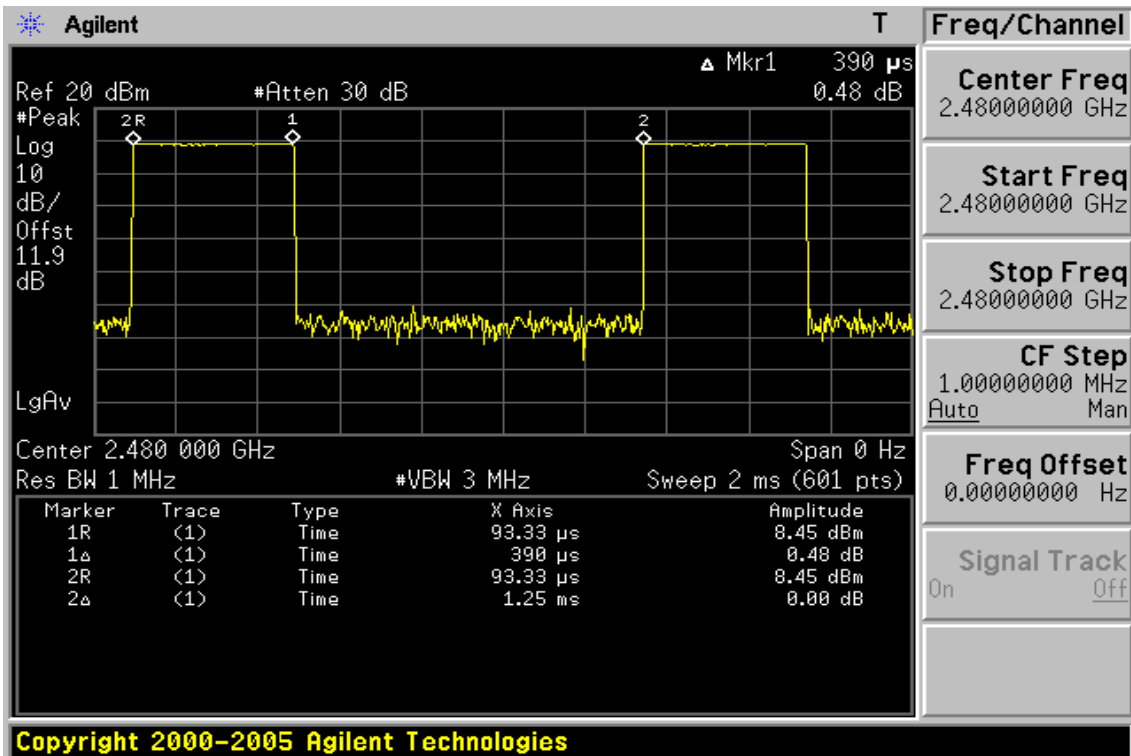 Agilent T
▵ Mkr1 390 µs
Ref 20 dBm #Atten 30 dB 0.48 dB
#Peak
Log
10
dB/
Offst
11.9
dB
LgAv
2R 1 2
Center 2.480 000 GHz Span 0 Hz
Res BW 1 MHz #VBW 3 MHz Sweep 2 ms (601 pts)
Marker Trace Type X Axis Amplitude
1R (1) Time 93.33 µs 8.45 dBm
1▵ (1) Time 390 µs 0.48 dB
2R (1) Time 93.33 µs 8.45 dBm
2▵ (1) Time 1.25 ms 0.00 dB
Freq/Channel
Center Freq
2.48000000 GHz
Start Freq
2.48000000 GHz
Stop Freq
2.48000000 GHz
CF Step
1.00000000 MHz
Auto Man
Freq Offset
0.00000000 Hz
Signal Track
On Off
Copyright 2000-2005 Agilent Technologies